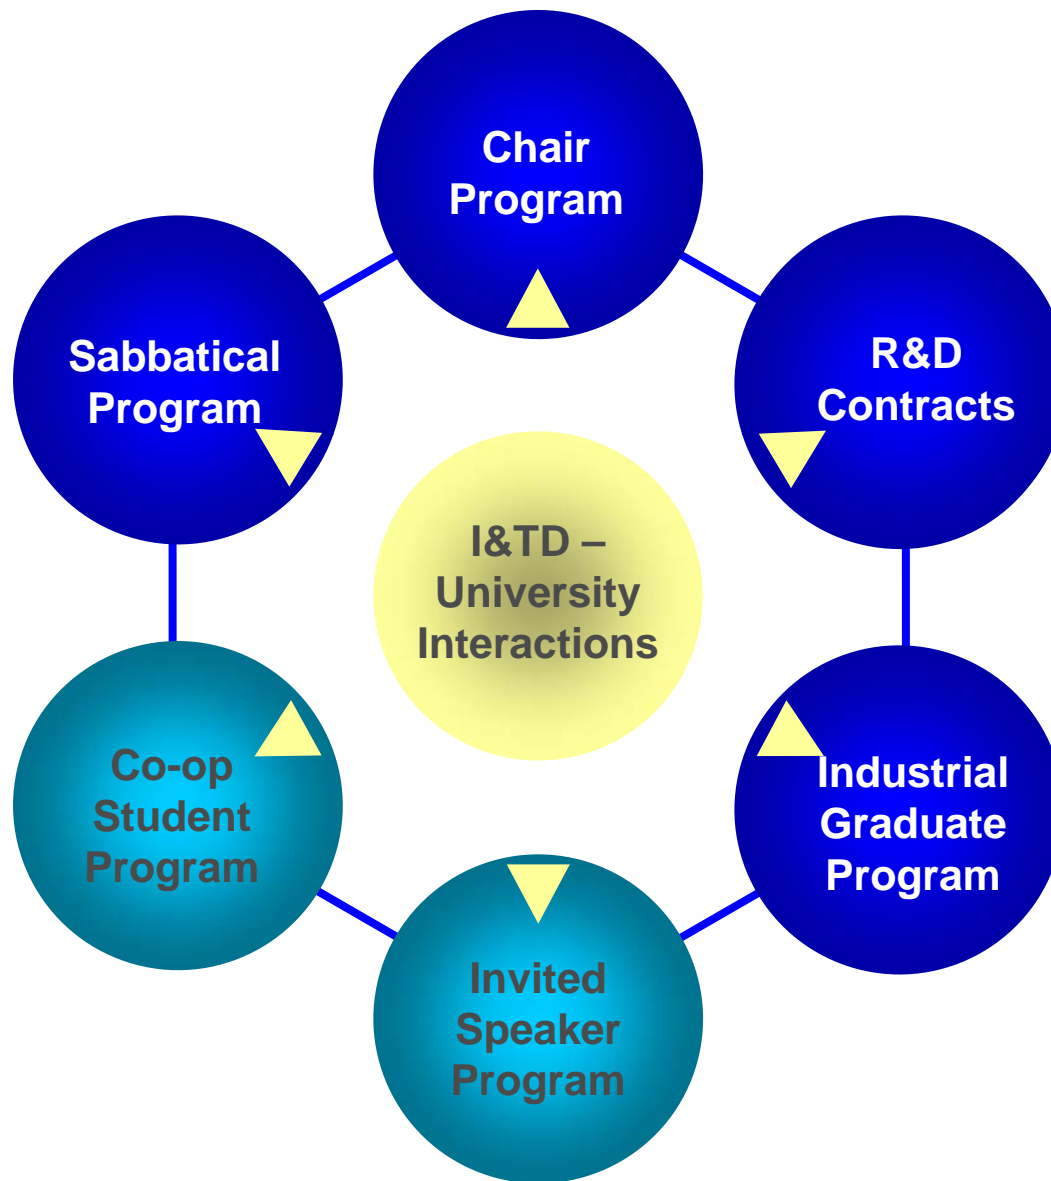 Chair
Program
Sabbatical
Program
R&D
Contracts
I&TD –
University
Interactions
Co-op
Student
Program
Industrial
Graduate
Program
Invited
Speaker
Program